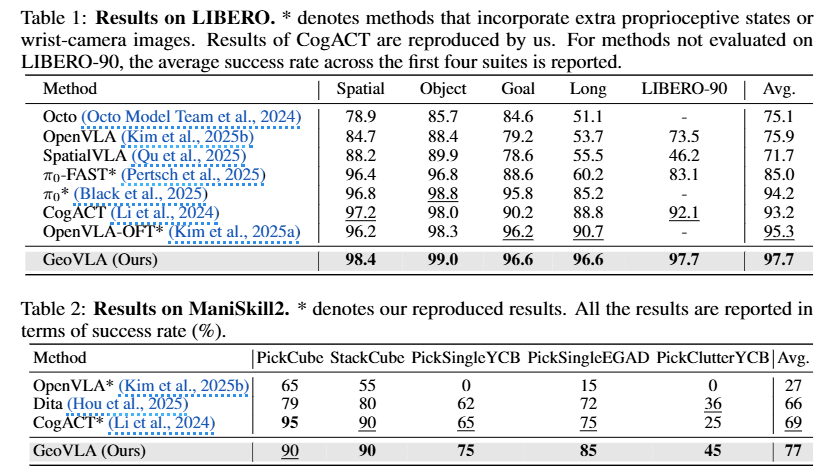 Table 1: Results on LIBERO. * denotes methods that incorporate extra proprioceptive states or
wrist-camera images. Results of CogACT are reproduced by us. For methods not evaluated on
LIBERO-90, the average success rate across the first four suites is reported.
Method Spatial Object Goal Long LIBERO-90 Avg.
Octo (Octo Model Team et al., 2024) 78.9 85.7 84.6 51.1 - 75.1
OpenVLA (Kim et al., 2025b) 84.7 88.4 79.2 53.7 73.5 75.9
SpatialVLA (Qu et al., 2025) 88.2 89.9 78.6 55.5 46.2 71.7
π₀-FAST* (Pertsch et al., 2025) 96.4 96.8 88.6 60.2 83.1 85.0
π₀* (Black et al., 2025) 96.8 98.8 95.8 85.2 - 94.2
CogACT (Li et al., 2024) 97.2 98.0 90.2 88.8 92.1 93.2
OpenVLA-OFT* (Kim et al., 2025a) 96.2 98.3 96.2 90.7 - 95.3
GeoVLA (Ours) 98.4 99.0 96.6 96.6 97.7 97.7
Table 2: Results on ManiSkill2. * denotes our reproduced results. All the results are reported in
terms of success rate (%).
Method PickCube StackCube PickSingleYCB PickSingleEGAD PickClutterYCB Avg.
OpenVLA* (Kim et al., 2025b) 65 55 0 15 0 27
Dita (Hou et al., 2025) 79 80 62 72 36 66
CogACT* (Li et al., 2024) 95 90 65 75 25 69
GeoVLA (Ours) 90 90 75 85 45 77